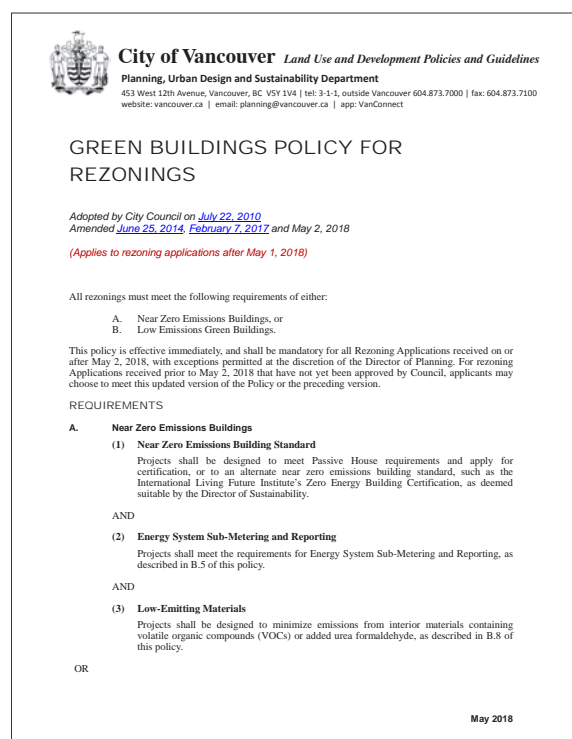 City of Vancouver Land Use and Development Policies and Guidelines
Planning, Urban Design and Sustainability Department
453 West 12th Avenue, Vancouver, BC V5Y 1V4 | tel: 3-1-1, outside Vancouver 604.873.7000 | fax: 604.873.7100
website: vancouver.ca | email: planning@vancouver.ca | app: VanConnect
GREEN BUILDINGS POLICY FOR
REZONINGS
Adopted by City Council on July 22, 2010
Amended June 25, 2014, February 7, 2017 and May 2, 2018
(Applies to rezoning applications after May 1, 2018)
All rezonings must meet the following requirements of either:
A. Near Zero Emissions Buildings, or
B. Low Emissions Green Buildings.
This policy is effective immediately, and shall be mandatory for all Rezoning Applications received on or
after May 2, 2018, with exceptions permitted at the discretion of the Director of Planning. For rezoning
Applications received prior to May 2, 2018 that have not yet been approved by Council, applicants may
choose to meet this updated version of the Policy or the preceding version.
REQUIREMENTS
A. Near Zero Emissions Buildings
(1) Near Zero Emissions Building Standard
Projects shall be designed to meet Passive House requirements and apply for
certification, or to an alternate near zero emissions building standard, such as the
International Living Future Institute's Zero Energy Building Certification, as deemed
suitable by the Director of Sustainability.
AND
(2) Energy System Sub-Metering and Reporting
Projects shall meet the requirements for Energy System Sub-Metering and Reporting, as
described in B.5 of this policy.
AND
(3) Low-Emitting Materials
Projects shall be designed to minimize emissions from interior materials containing
volatile organic compounds (VOCs) or added urea formaldehyde, as described in B.8 of
this policy.
OR
May 2018